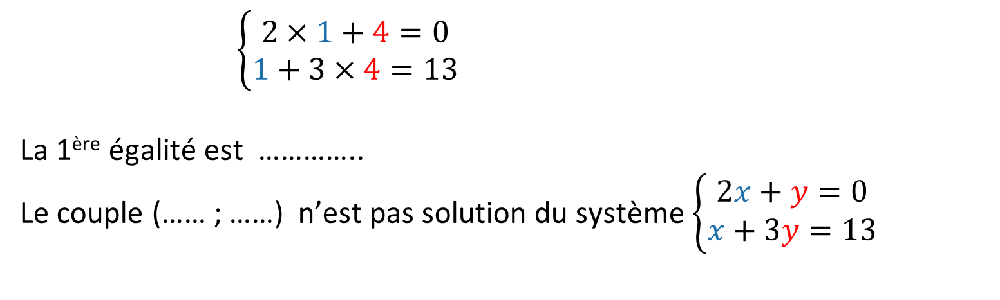 2 × 1 + 4 = 0
1 + 3 × 4 = 13
La 1ère égalité est …………..
Le couple (…… ; ……) n’est pas solution du système
2x + y = 0
x + 3y = 13